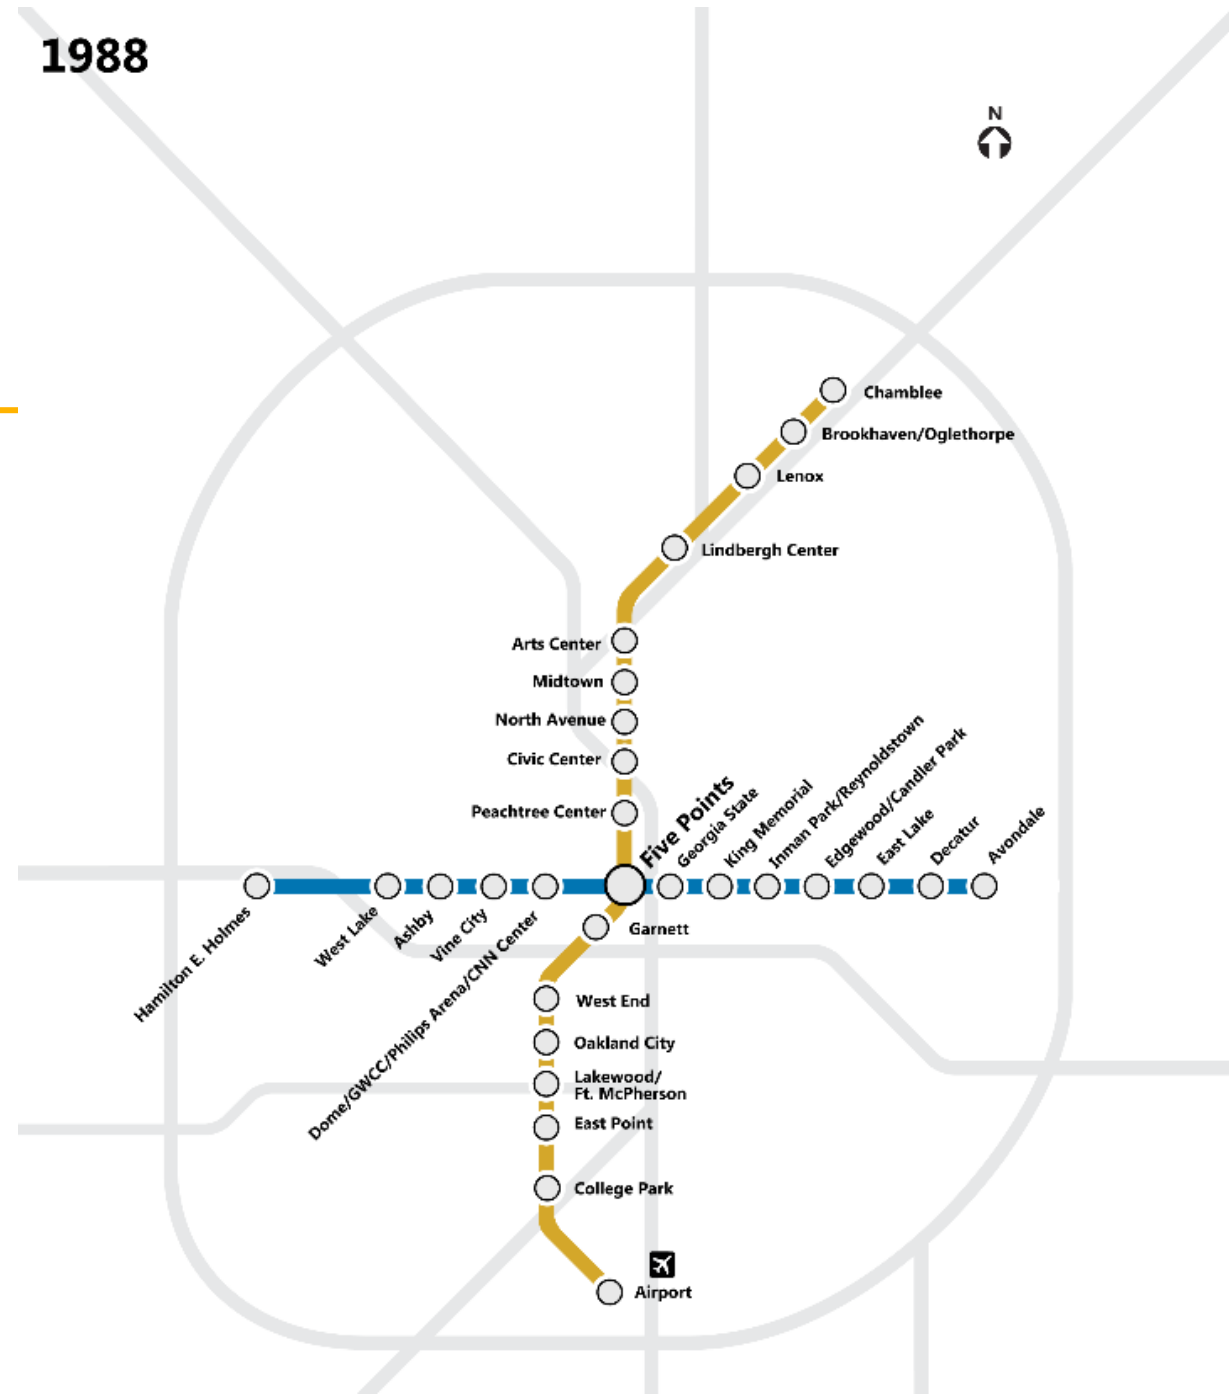 1988
N
Chamblee
Brookhaven/Oglethorpe
Lenox
Lindbergh Center
Arts Center
Midtown
North Avenue
Civic Center
Peachtree Center
Five Points
Georgia State
King Memorial
Inman Park/Reynoldstown
Edgewood/Candler Park
East Lake
Decatur
Avondale
Hamilton E. Holmes
West Lake
Ashby
Vine City
Dome/GWCC/Philips Arena/CNN Center
Garnett
West End
Oakland City
Lakewood/
Ft. McPherson
East Point
College Park
Airport